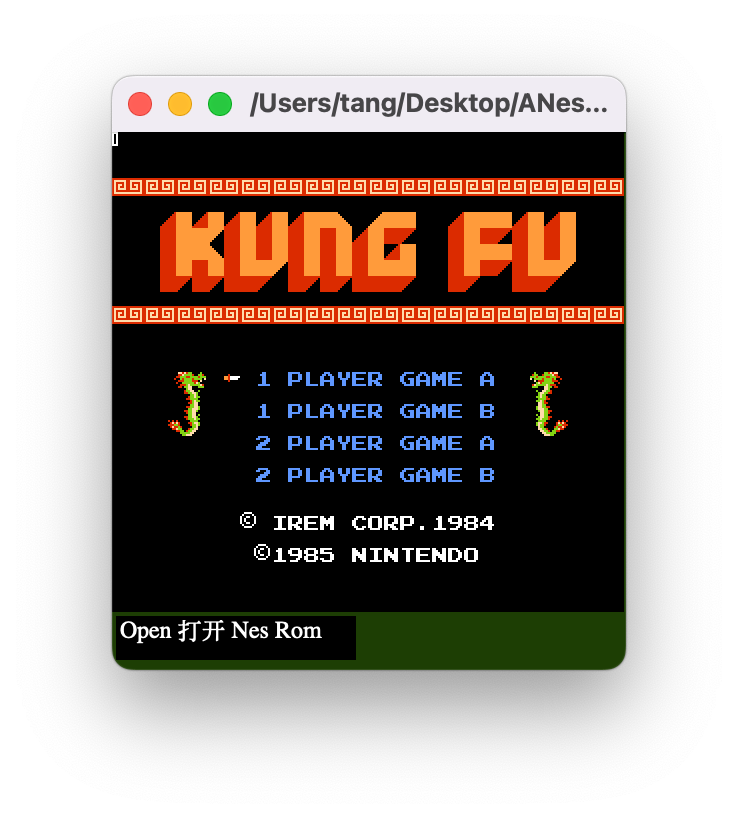 /Users/tang/Desktop/ANes...
KUNG FU
1 PLAYER GAME A
1 PLAYER GAME B
2 PLAYER GAME A
2 PLAYER GAME B
© IREM CORP.1984
©1985 NINTENDO
Open 打开 Nes Rom